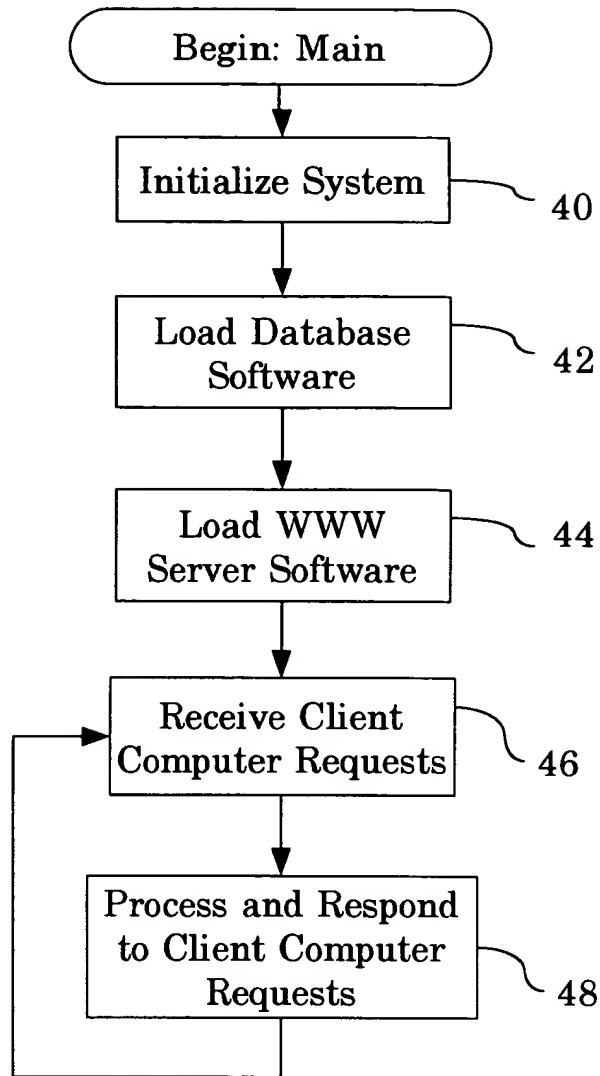 Begin: Main
Initialize System
40
Load Database
Software
42
Load WWW
Server Software
44
Receive Client
Computer Requests
46
Process and Respond
to Client Computer
Requests
48